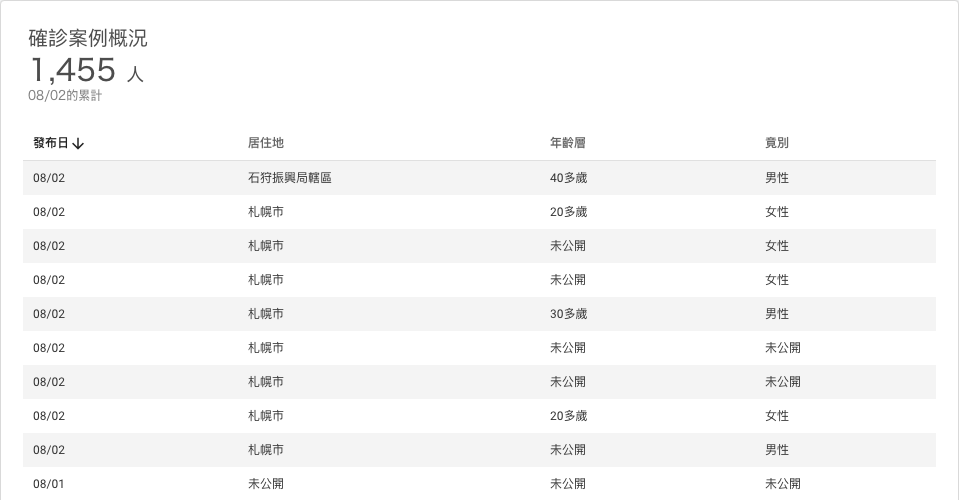 確診案例概況
1,455 人
08/02的累計
發布日 居住地 年齡層 竟別
08/02 石狩振興局轄區 40多歲 男性
08/02 札幌市 20多歲 女性
08/02 札幌市 未公開 女性
08/02 札幌市 未公開 女性
08/02 札幌市 30多歲 男性
08/02 札幌市 未公開 未公開
08/02 札幌市 未公開 未公開
08/02 札幌市 20多歲 女性
08/02 札幌市 未公開 男性
08/01 未公開 未公開 未公開